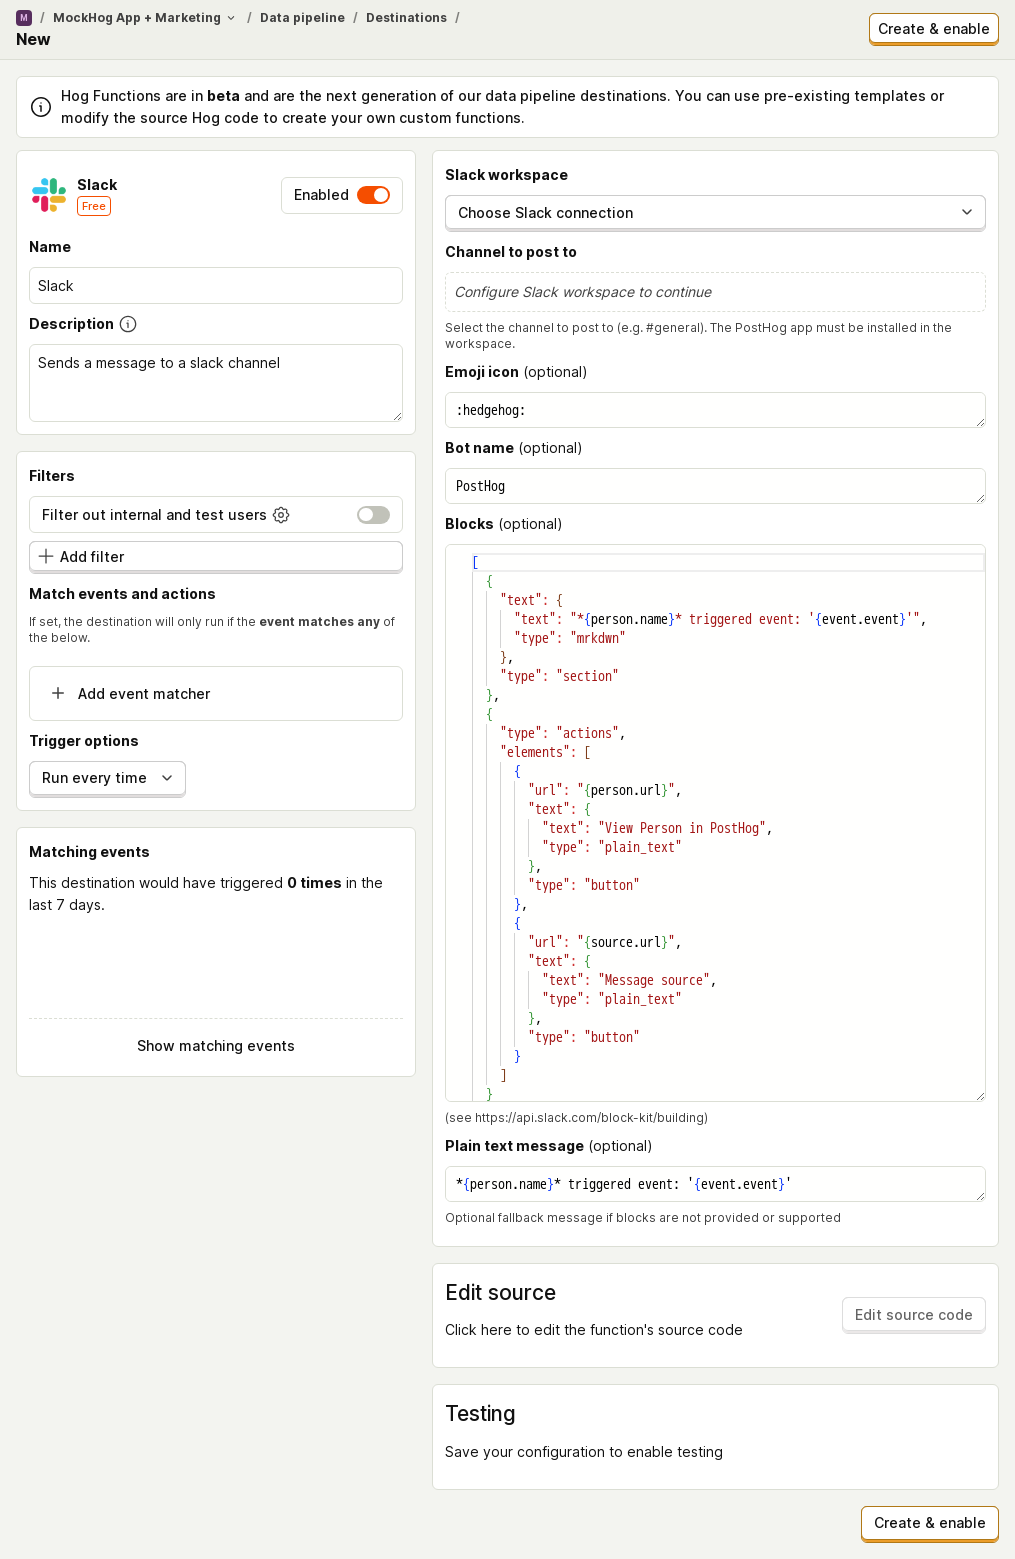 M / MockHog App + Marketing / Data pipeline / Destinations /
New
Create & enable
Hog Functions are in beta and are the next generation of our data pipeline destinations. You can use pre-existing templates or
modify the source Hog code to create your own custom functions.
Slack
Free
Enabled
Name
Slack
Description
Sends a message to a slack channel
Filters
Filter out internal and test users
Add filter
Match events and actions
If set, the destination will only run if the event matches any of
the below.
Add event matcher
Trigger options
Run every time
Matching events
This destination would have triggered 0 times in the
last 7 days.
Show matching events
Slack workspace
Choose Slack connection
Channel to post to
Configure Slack workspace to continue
Select the channel to post to (e.g. #general). The PostHog app must be installed in the
workspace.
Emoji icon (optional)
:hedgehog:
Bot name (optional)
PostHog
Blocks (optional)
[
{
"text": {
"text": "*{person.name}* triggered event: '{event.event}'",
"type": "mrkdwn"
},
"type": "section"
},
{
"type": "actions",
"elements": [
{
"url": "{person.url}",
"text": {
"text": "View Person in PostHog",
"type": "plain_text"
},
"type": "button"
},
{
"url": "{source.url}",
"text": {
"text": "Message source",
"type": "plain_text"
},
"type": "button"
}
]
}
(see https://api.slack.com/block-kit/building)
Plain text message (optional)
*{person.name}* triggered event: '{event.event}'
Optional fallback message if blocks are not provided or supported
Edit source
Click here to edit the function's source code
Edit source code
Testing
Save your configuration to enable testing
Create & enable